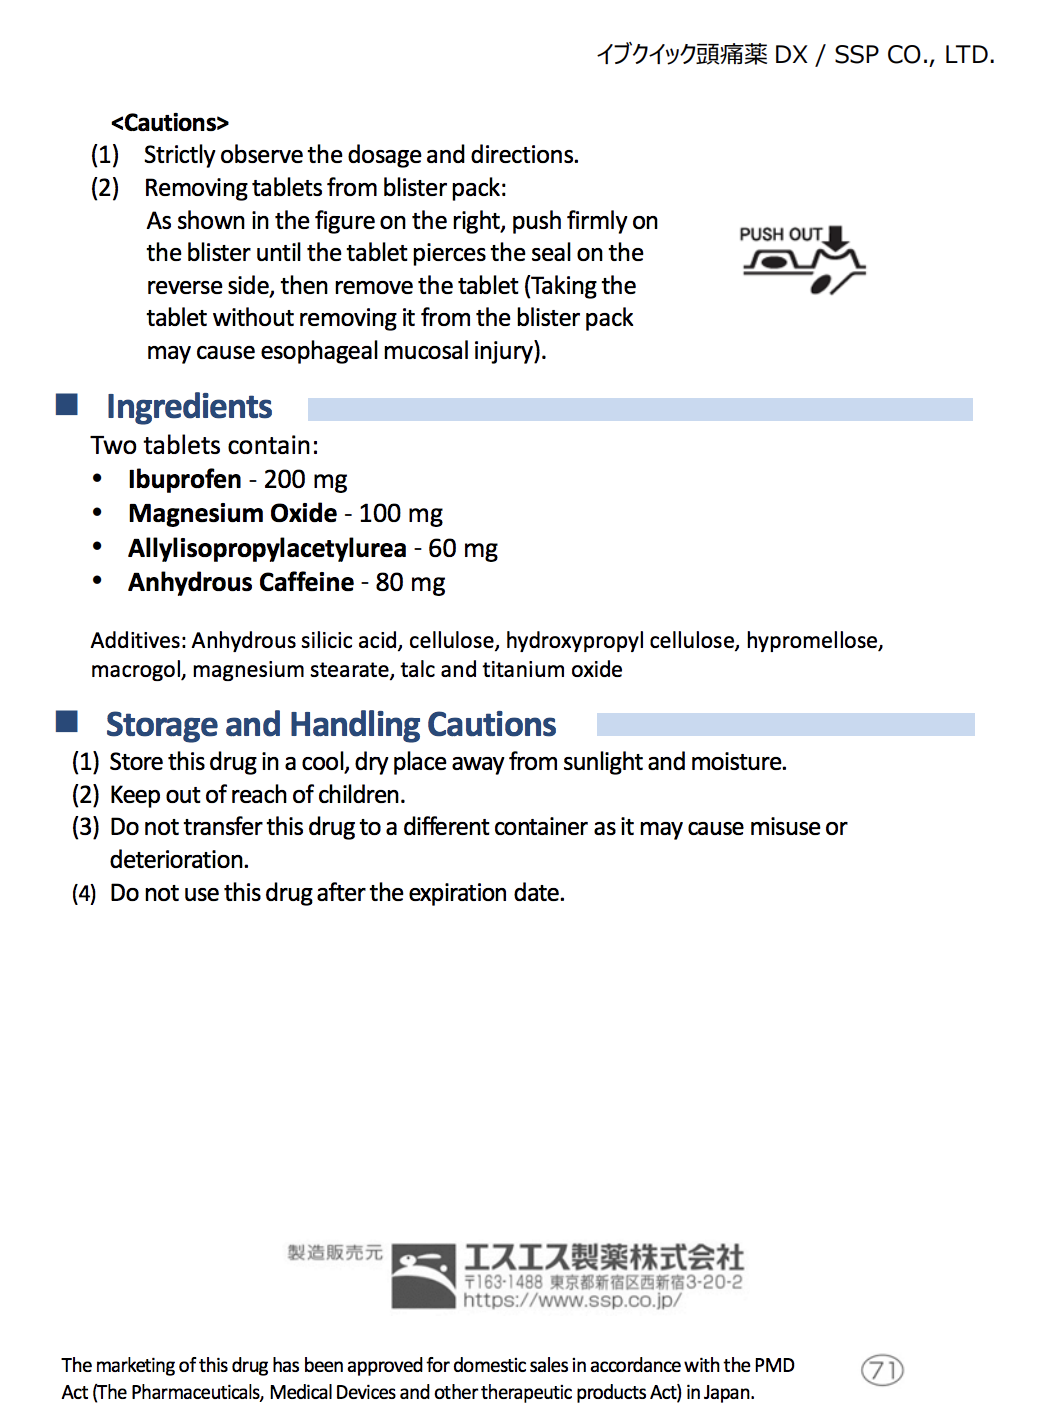 イブクイック頭痛薬 DX / SSP CO., LTD.
<Cautions>
(1) Strictly observe the dosage and directions.
(2) Removing tablets from blister pack:
As shown in the figure on the right, push firmly on
the blister until the tablet pierces the seal on the
reverse side, then remove the tablet (Taking the
tablet without removing it from the blister pack
may cause esophageal mucosal injury).
PUSH OUT
■ Ingredients
Two tablets contain:
• Ibuprofen - 200 mg
• Magnesium Oxide - 100 mg
• Allylisopropylacetylurea - 60 mg
• Anhydrous Caffeine - 80 mg
Additives: Anhydrous silicic acid, cellulose, hydroxypropyl cellulose, hypromellose,
macrogol, magnesium stearate, talc and titanium oxide
■ Storage and Handling Cautions
(1) Store this drug in a cool, dry place away from sunlight and moisture.
(2) Keep out of reach of children.
(3) Do not transfer this drug to a different container as it may cause misuse or
deterioration.
(4) Do not use this drug after the expiration date.
製造販売元 エスエス製薬株式会社
〒163-1488 東京都新宿区西新宿3-20-2
https://www.ssp.co.jp/
The marketing of this drug has been approved for domestic sales in accordance with the PMD
Act (The Pharmaceuticals, Medical Devices and other therapeutic products Act) in Japan.
71